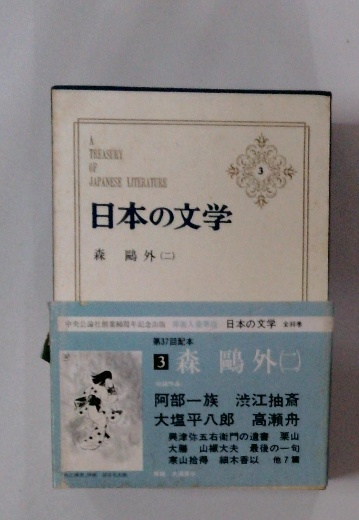 A
TREASURY
OF
JAPANESE LITERATURE
3
日本の文学
森 鷗外(二)
中央公論社創業80周年記念出版
日本の文学 全80巻
第37回配本
3 森 鷗外(二)
阿部一族 渋江抽斎
大塩平八郎 高瀬舟
興津弥五右衛門の遺書 栗山
大膳 山椒大夫 最後の一句
寒山拾得 細木香以 他7篇